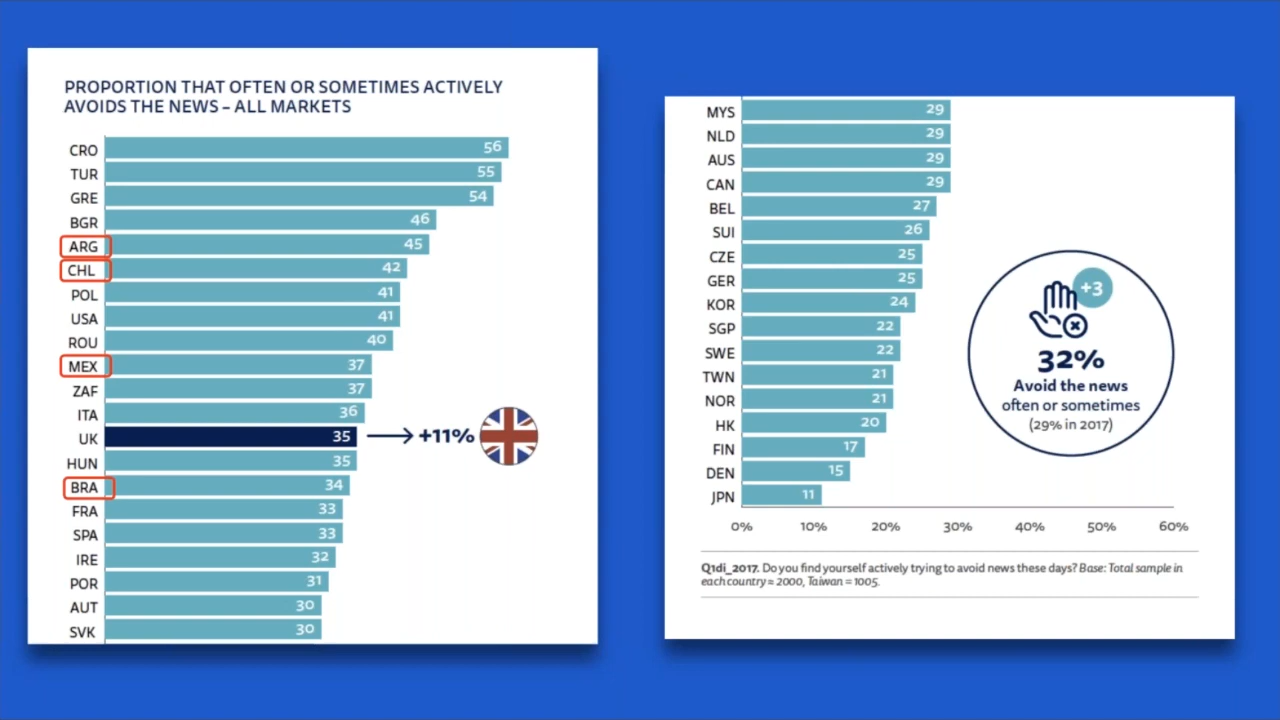 PROPORTION THAT OFTEN OR SOMETIMES ACTIVELY
AVOIDS THE NEWS – ALL MARKETS
CRO 56
TUR 55
GRE 54
BGR 46
ARG 45
CHL 42
POL 41
USA 41
ROU 40
MEX 37
ZAF 37
ITA 36
UK 35 +11%
HUN 35
BRA 34
FRA 33
SPA 33
IRE 32
POR 31
AUT 30
SVK 30
MYS 29
NLD 29
AUS 29
CAN 29
BEL 27
SUI 26
CZE 25
GER 25
KOR 24
SGP 22
SWE 22
TWN 21
NOR 21
HK 20
FIN 17
DEN 15
JPN 11
0% 10% 20% 30% 40% 50% 60%
+3
32%
Avoid the news
often or sometimes
(29% in 2017)
Q1di_2017. Do you find yourself actively trying to avoid news these days? Base: Total sample in
each country ≈ 2000, Taiwan = 1005.